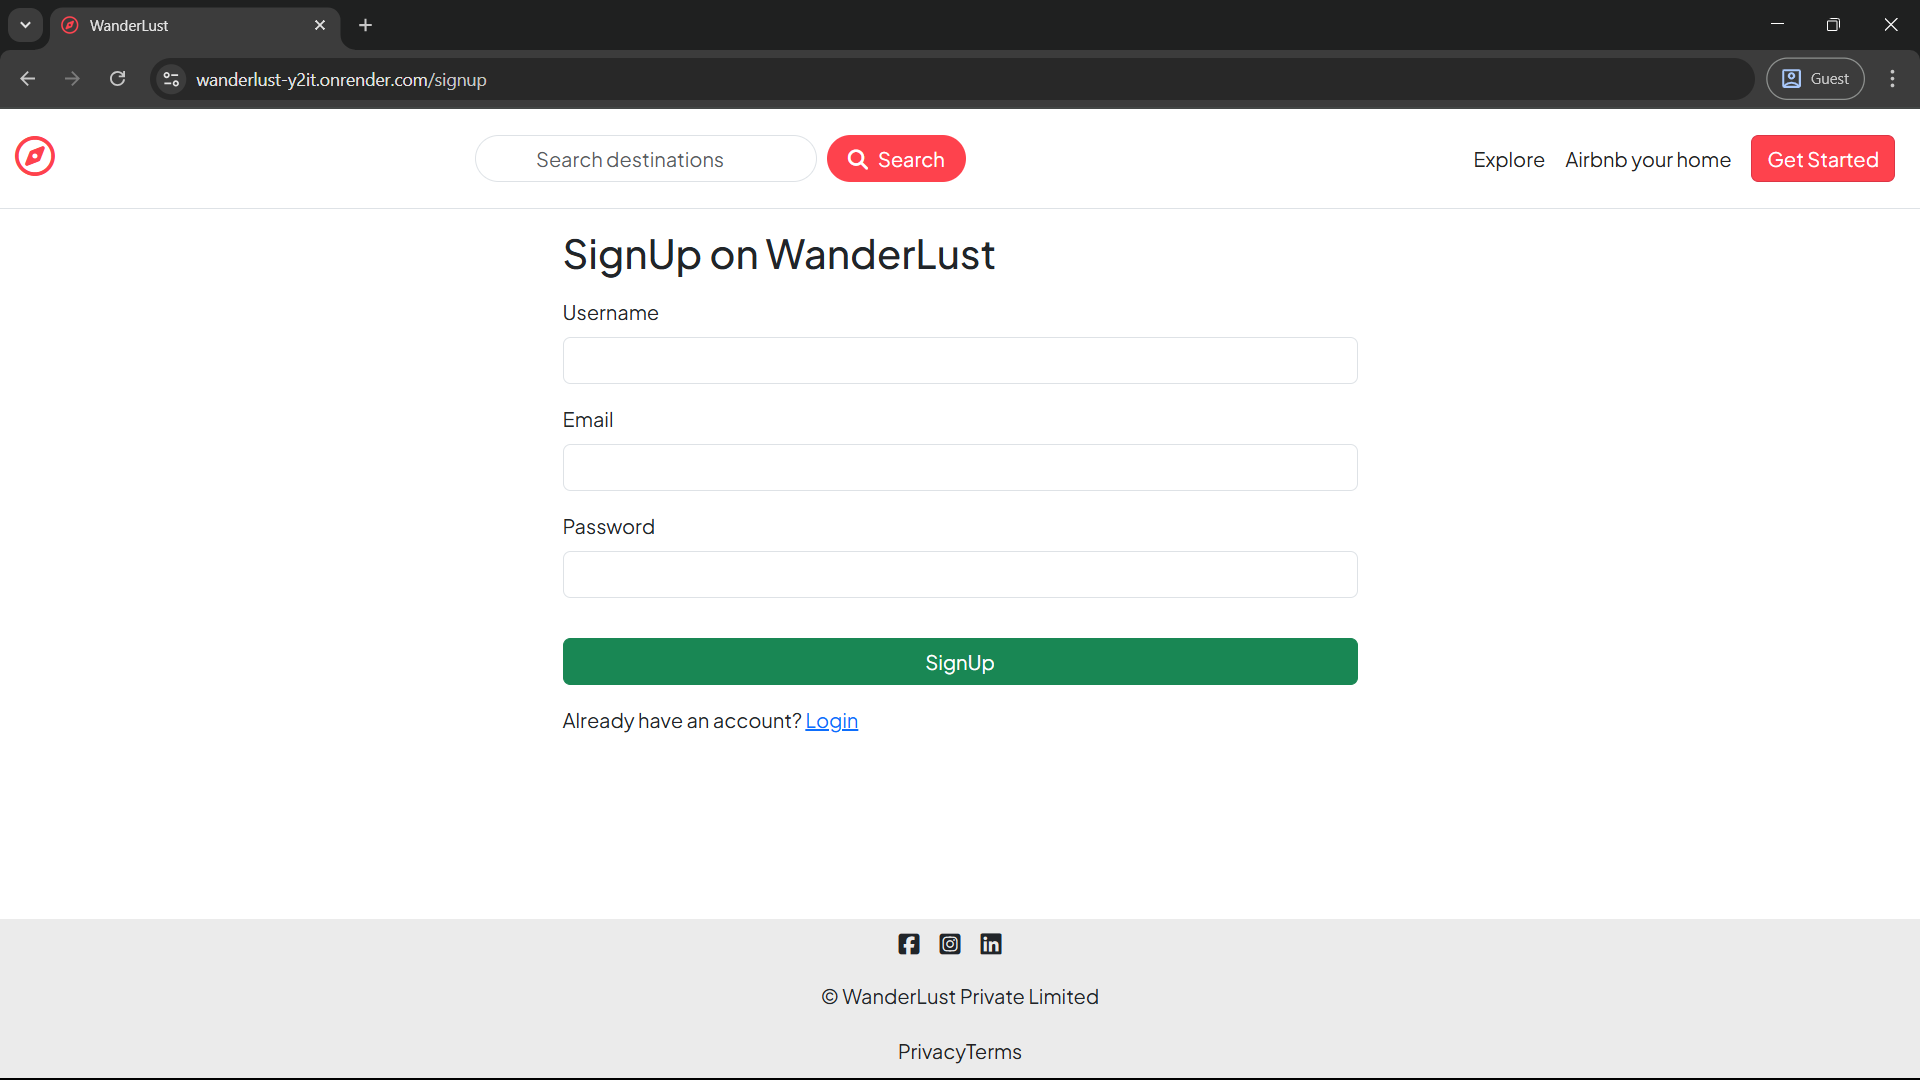 WanderLust
wanderlust-y2it.onrender.com/signup
Guest
Search destinations
Search
Explore
Airbnb your home
Get Started
SignUp on WanderLust
Username
Email
Password
SignUp
Already have an account? Login
© WanderLust Private Limited
PrivacyTerms